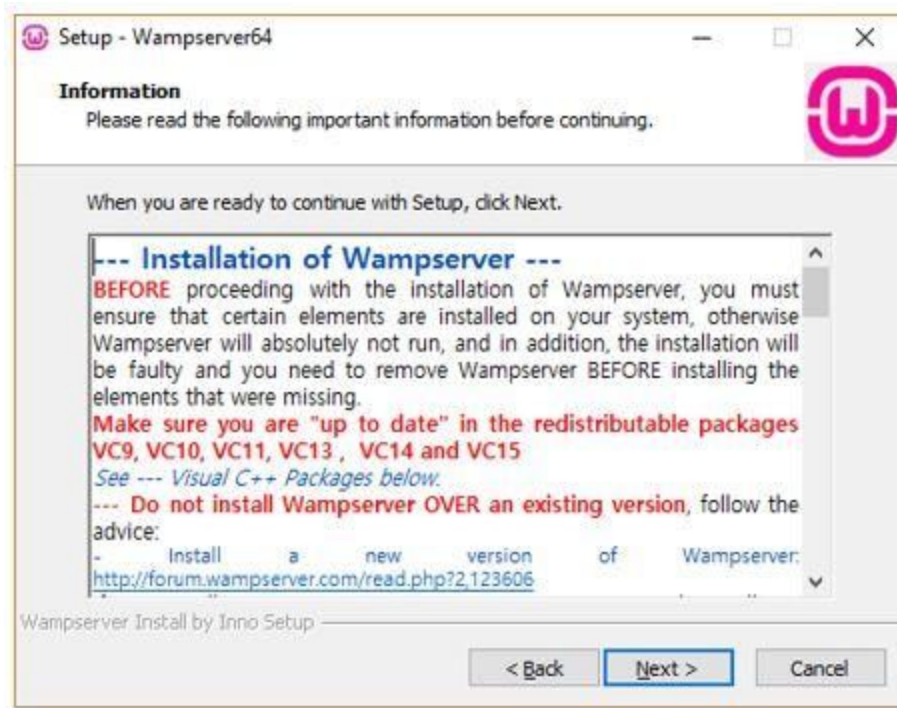 Setup - Wampserver64
Information
Please read the following important information before continuing.
When you are ready to continue with Setup, click Next.
--- Installation of Wampserver ---
BEFORE proceeding with the installation of Wampserver, you must
ensure that certain elements are installed on your system, otherwise
Wampserver will absolutely not run, and in addition, the installation will
be faulty and you need to remove Wampserver BEFORE installing the
elements that were missing.
Make sure you are "up to date" in the redistributable packages
VC9, VC10, VC11, VC13 , VC14 and VC15
See --- Visual C++ Packages below.
--- Do not install Wampserver OVER an existing version, follow the
advice:
- Install a new version of Wampserver:
http://forum.wampserver.com/read.php?2,123606
Wampserver Install by Inno Setup
< Back
Next >
Cancel